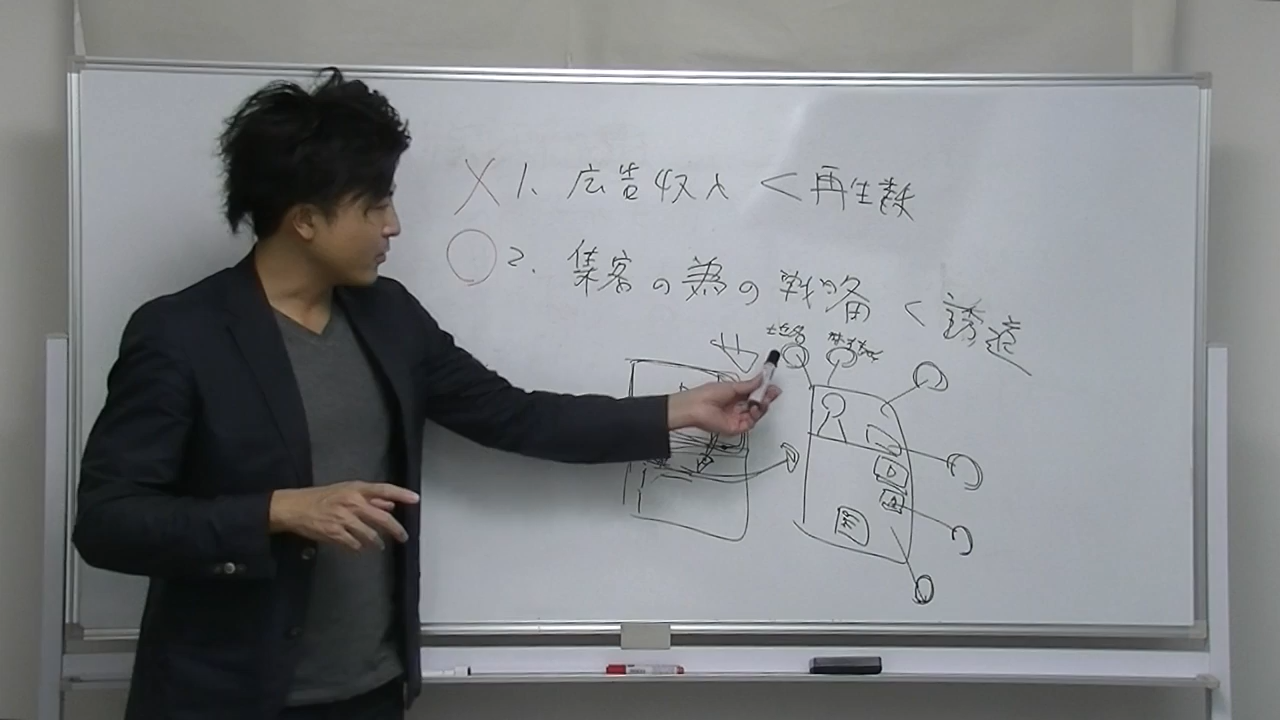 X 1. 広告収入 < 再生数
○ 2. 集客の為の戦略 < 誘導